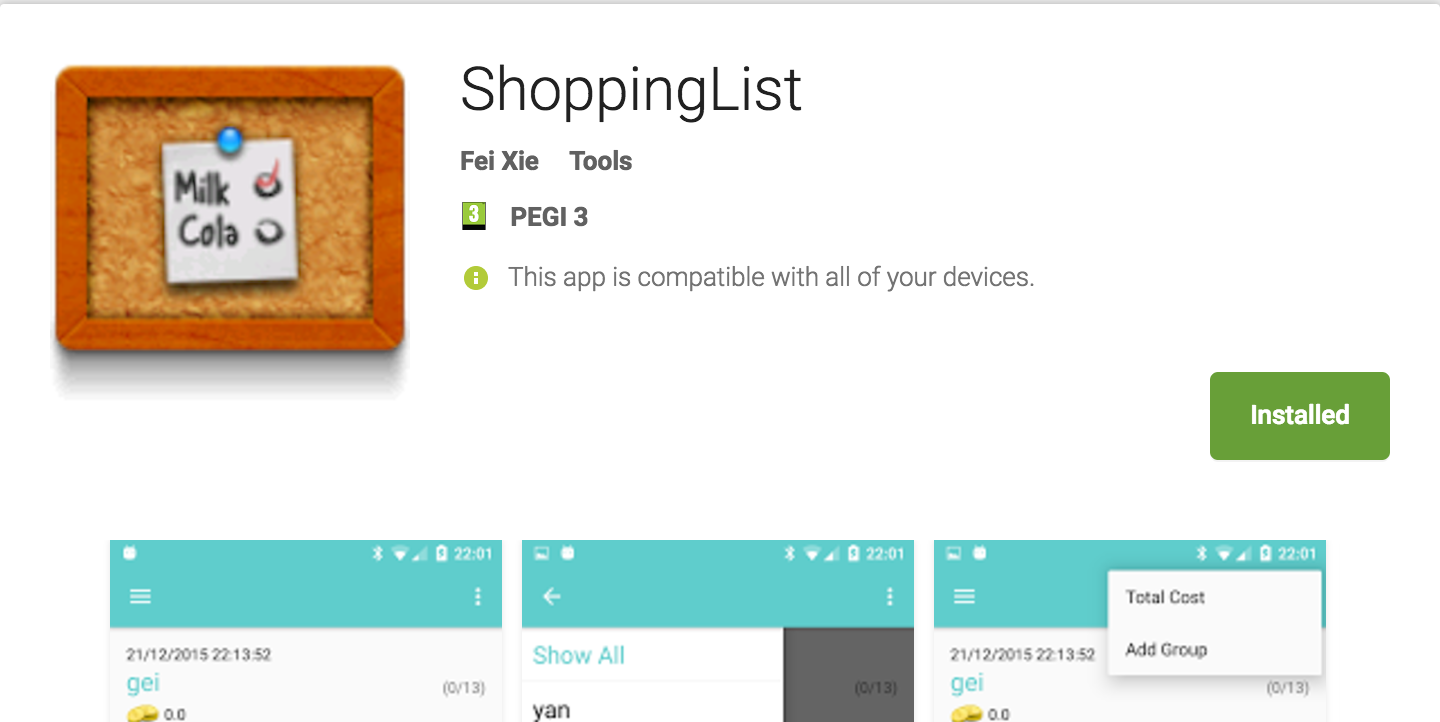 ShoppingList
Fei Xie Tools
3 PEGI 3
This app is compatible with all of your devices.
Milk
Cola
Installed
22:01
21/12/2015 22:13:52
gei
(0/13)
0.0
22:01
Show All
(0/13)
yan
22:01
Total Cost
Add Group
21/12/2015 22:13:52
gei
(0/13)
0.0